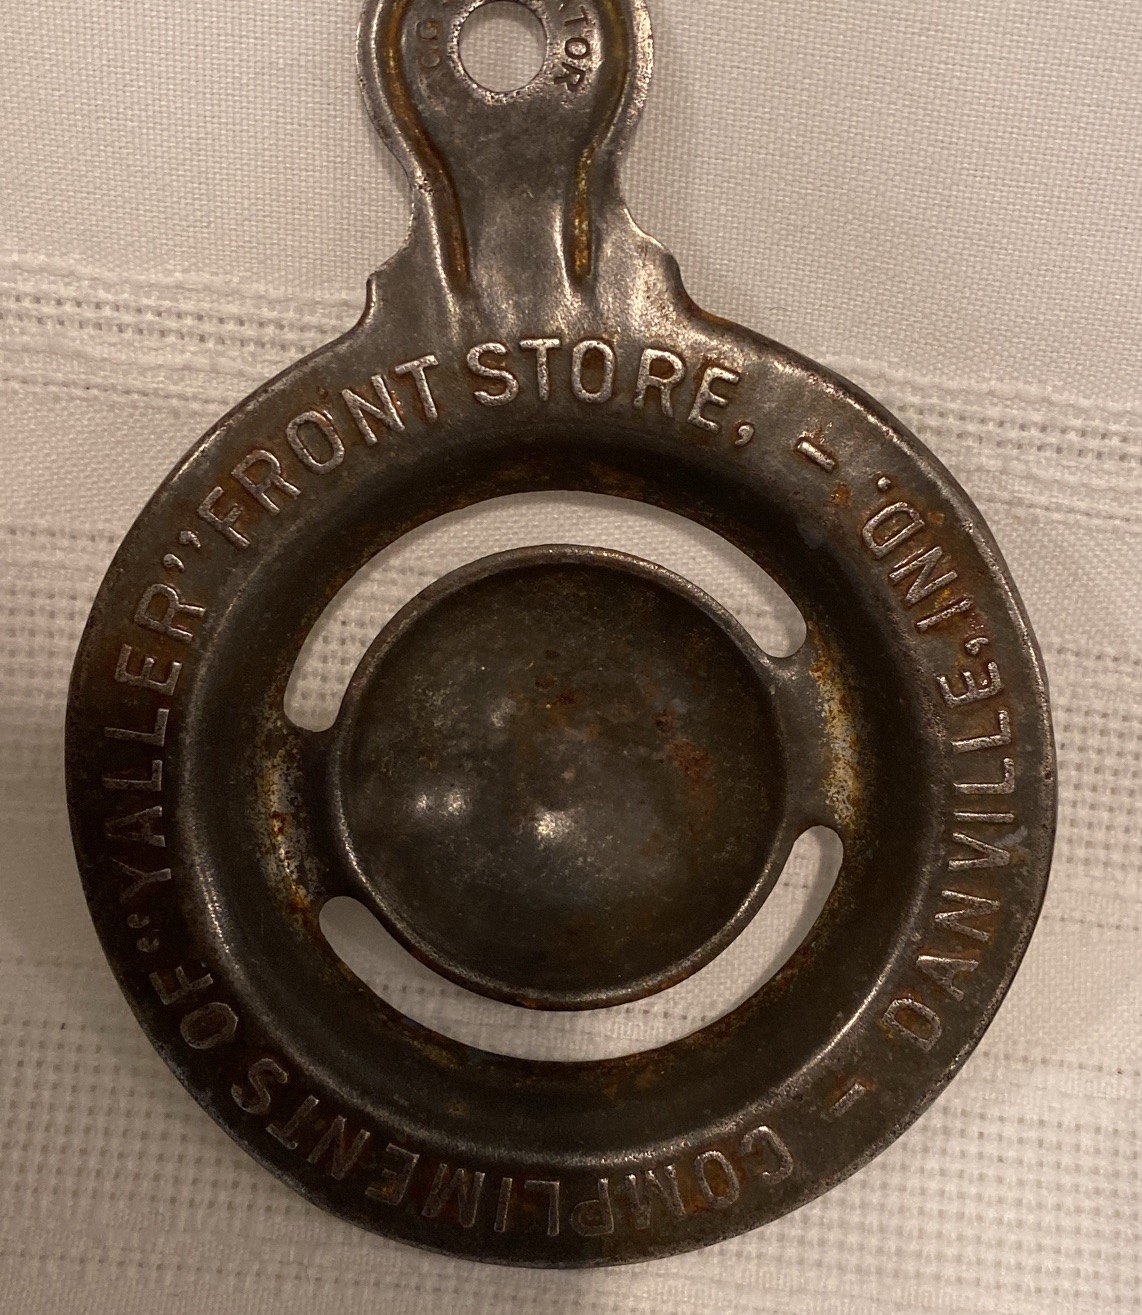 COMPLIMENTS OF "YALLER" FRONT STORE, - DANVILLE, IND. -